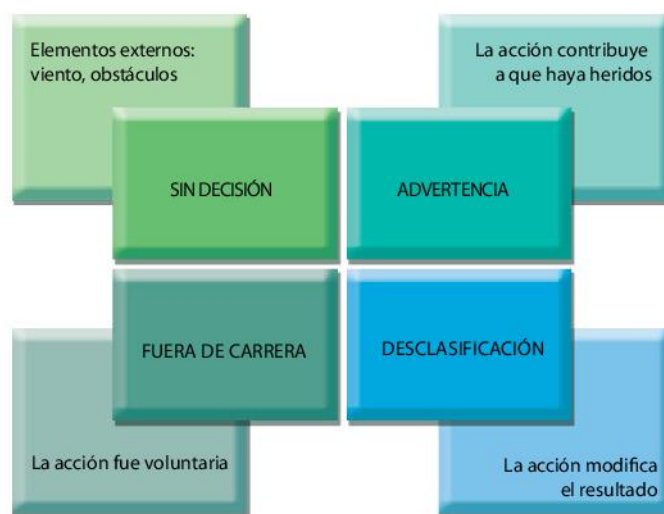 Elementos externos:
viento, obstáculos
La acción contribuye
a que haya heridos
SIN DECISIÓN
ADVERTENCIA
FUERA DE CARRERA
DESCLASIFICACIÓN
La acción fue voluntaria
La acción modifica
el resultado